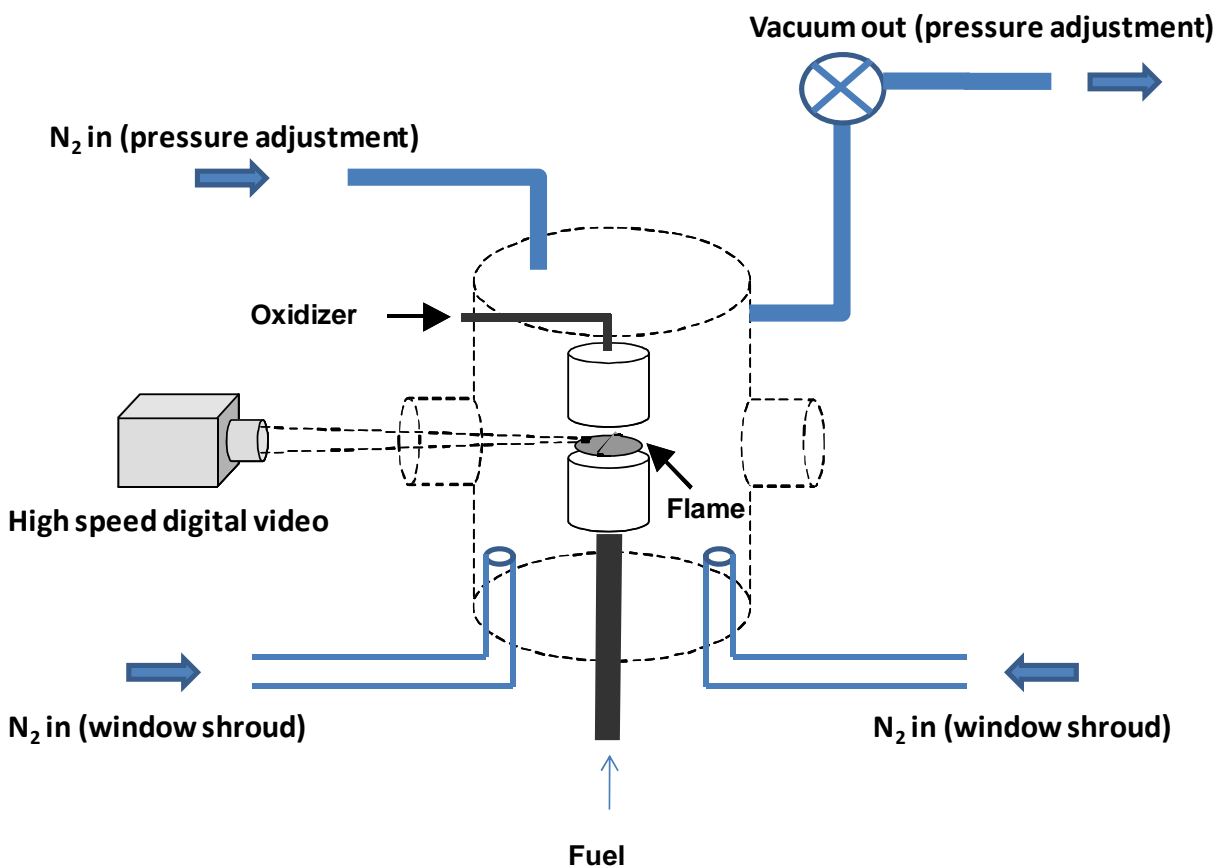 Vacuum out (pressure adjustment)
N₂ in (pressure adjustment)
Oxidizer
Flame
High speed digital video
N₂ in (window shroud)
N₂ in (window shroud)
Fuel